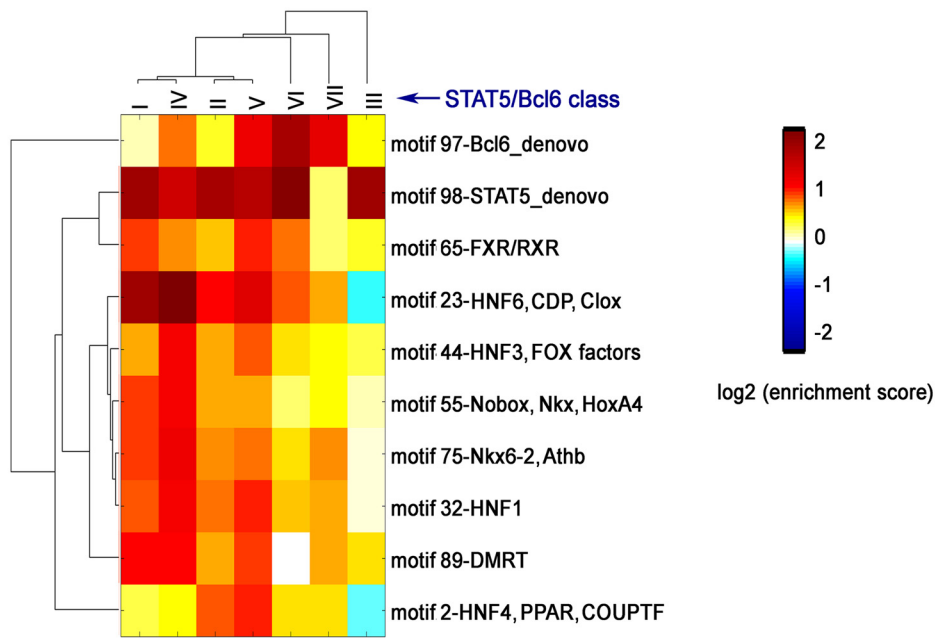 I IV II V VI VII III
STAT5/Bcl6 class
motif 97-Bcl6_denovo
motif 98-STAT5_denovo
motif 65-FXR/RXR
motif 23-HNF6, CDP, Clox
motif 44-HNF3, FOX factors
motif 55-Nobox, Nkx, HoxA4
motif 75-Nkx6-2, Athb
motif 32-HNF1
motif 89-DMRT
motif 2-HNF4, PPAR, COUPTF
2
1
0
-1
-2
log2 (enrichment score)